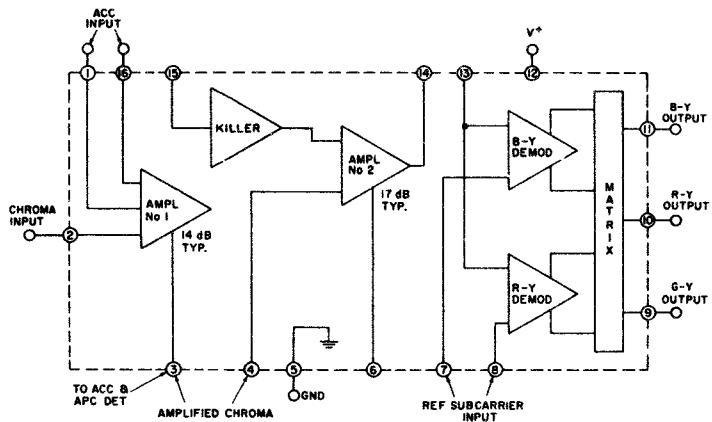 ACC
INPUT
V+
1
16
15
14
13
12
KILLER
B-Y
DEMOD
B-Y
OUTPUT
11
AMPL
No 2
AMPL
No 1
17 dB
TYP.
MATRIX
CHROMA
INPUT
2
14 dB
TYP.
R-Y
OUTPUT
10
R-Y
DEMOD
G-Y
OUTPUT
9
3
4
5
6
7
8
TO ACC &
APC DET
AMPLIFIED CHROMA
GND
REF SUBCARRIER
INPUT